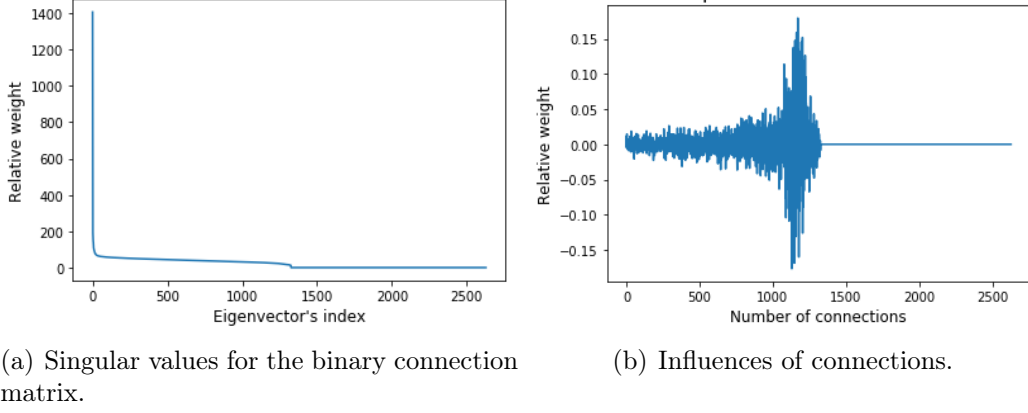 1400
1200
1000
800
600
400
200
0
Relative weight
0 500 1000 1500 2000 2500
Eigenvector's index
(a) Singular values for the binary connection
matrix.
0.15
0.10
0.05
0.00
−0.05
−0.10
−0.15
Relative weight
0 500 1000 1500 2000 2500
Number of connections
(b) Influences of connections.